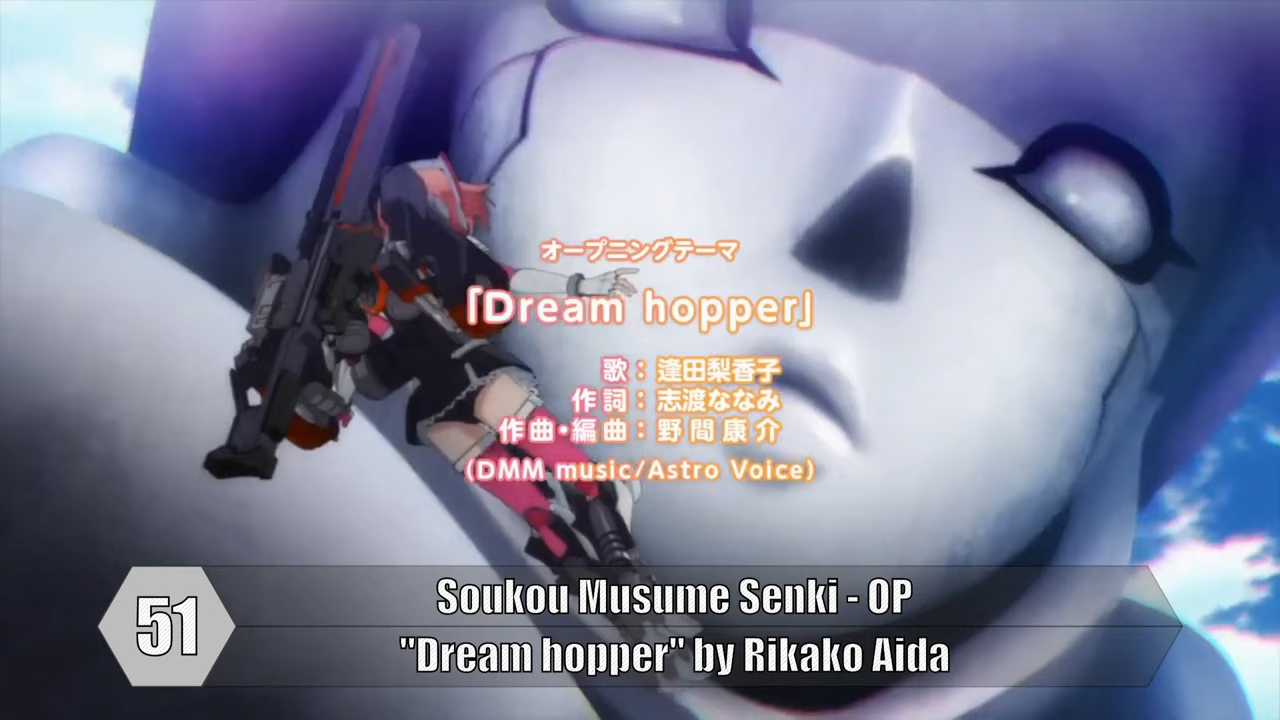 オープニングテーマ
「Dream hopper」
歌：逢田梨香子
作詞：志渡ななみ
作曲・編曲：野間康介
(DMM music/Astro Voice)
51
Soukou Musume Senki - OP
"Dream hopper" by Rikako Aida